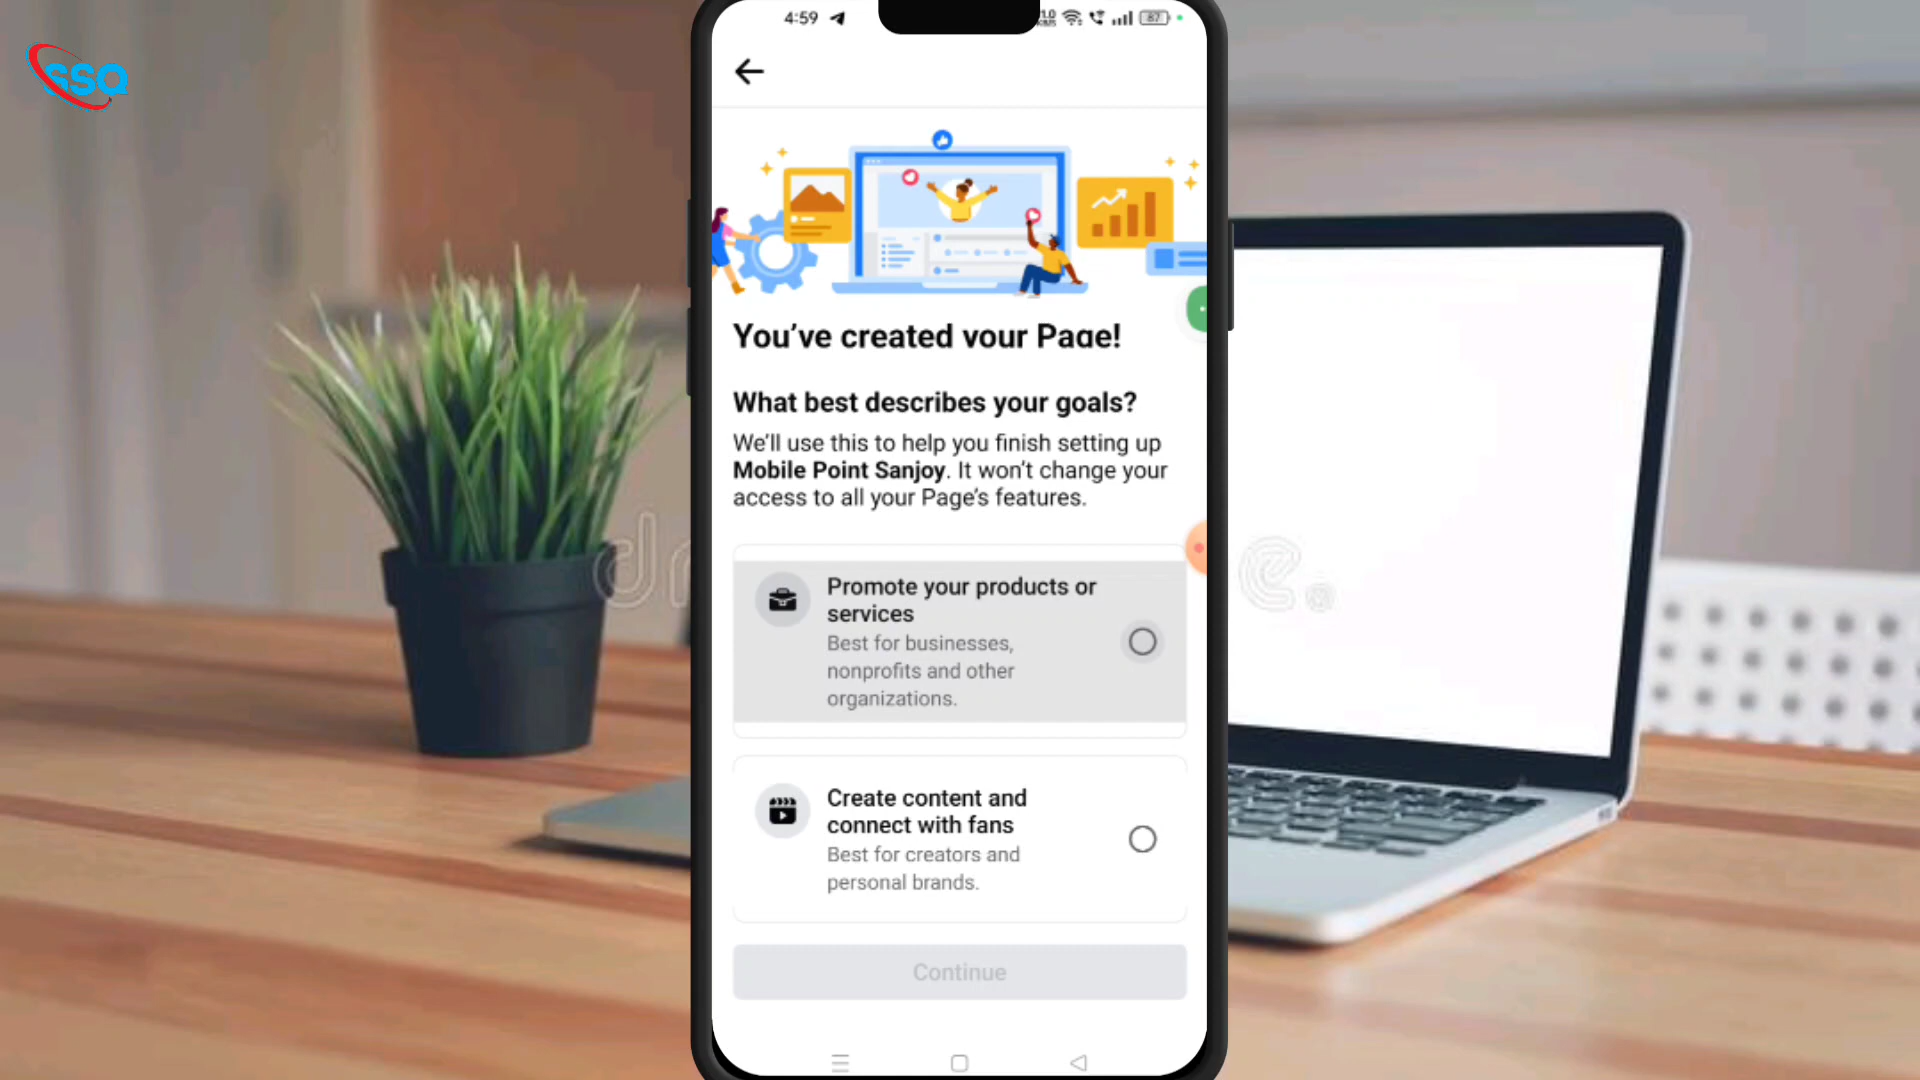 SSQ
4:59
87
You've created your Page!
What best describes your goals?
We'll use this to help you finish setting up
Mobile Point Sanjoy. It won't change your
access to all your Page's features.
Promote your products or
services
Best for businesses,
nonprofits and other
organizations.
Create content and
connect with fans
Best for creators and
personal brands.
Continue